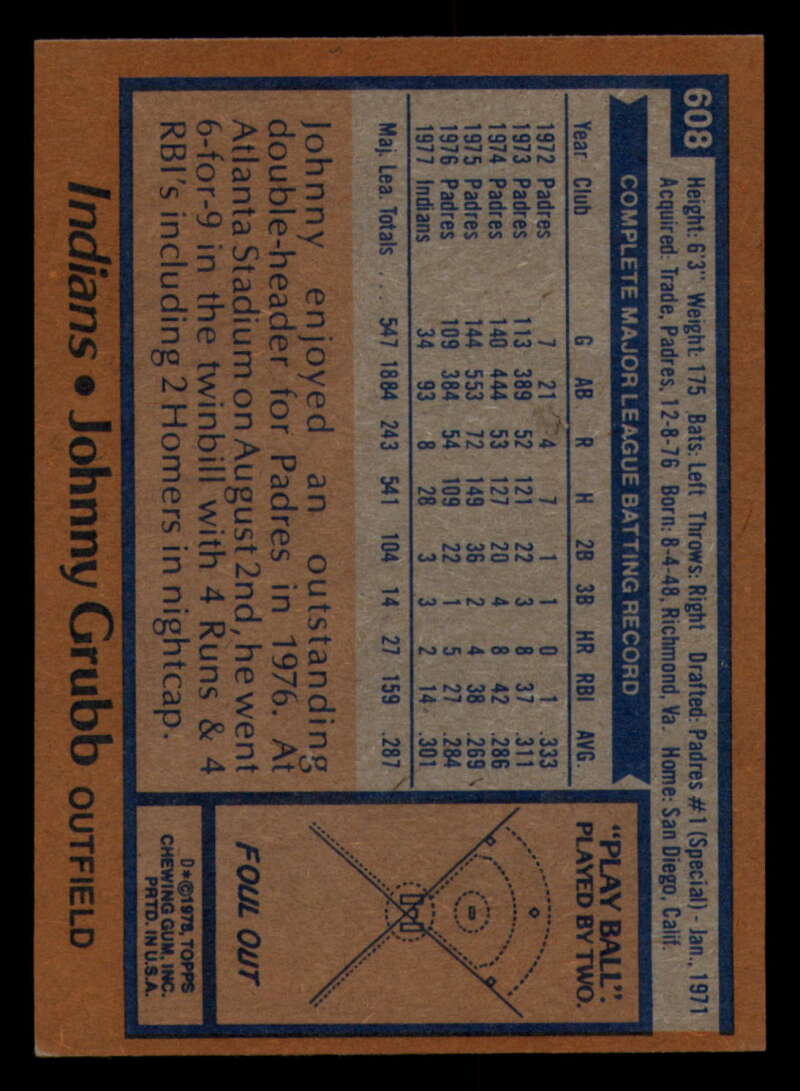 608
Height: 6'3" Weight: 175 Bats: Left Throws: Right Drafted: Padres #1 (Special) - Jan., 1971
Acquired: Trade, Padres, 12-8-76 Born: 8-4-48, Richmond, Va. Home: San Diego, Calif.
COMPLETE MAJOR LEAGUE BATTING RECORD
Year Club G AB R H 2B 3B HR RBI AVG.
1972 Padres 7 21 4 7 1 1 0 1 .333
1973 Padres 113 389 52 121 22 3 8 37 .311
1974 Padres 140 444 53 127 20 4 8 42 .286
1975 Padres 144 553 72 149 36 2 4 38 .269
1976 Padres 109 384 54 109 22 1 5 27 .284
1977 Indians 34 93 8 28 3 3 2 14 .301
Maj. Lea. Totals .... 547 1884 243 541 104 14 27 159 .287
Johnny enjoyed an outstanding
double-header for Padres in 1976. At
Atlanta Stadium on August 2nd, he went
6-for-9 in the twinbill with 4 Runs & 4
RBI's including 2 Homers in nightcap.
"PLAY BALL":
PLAYED BY TWO.
FOUL OUT
D*©1978, TOPPS
CHEWING GUM, INC.
PRTD. IN U.S.A.
Indians • Johnny Grubb OUTFIELD